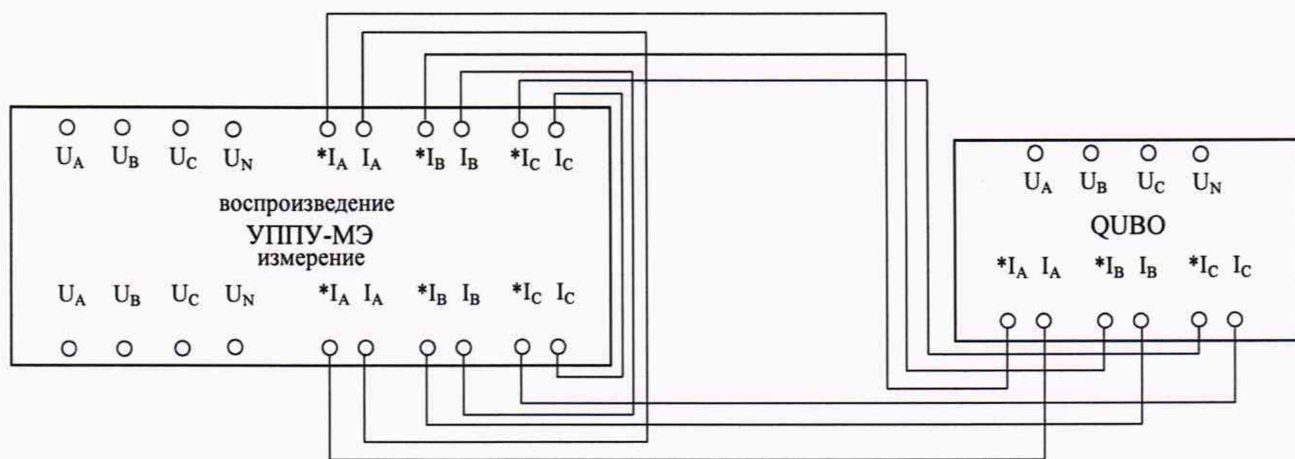 U_A U_B U_C U_N *I_A I_A *I_B I_B *I_C I_C
воспроизведение
УППУ-МЭ
измерение
U_A U_B U_C U_N *I_A I_A *I_B I_B *I_C I_C
U_A U_B U_C U_N
QUBO
*I_A I_A *I_B I_B *I_C I_C